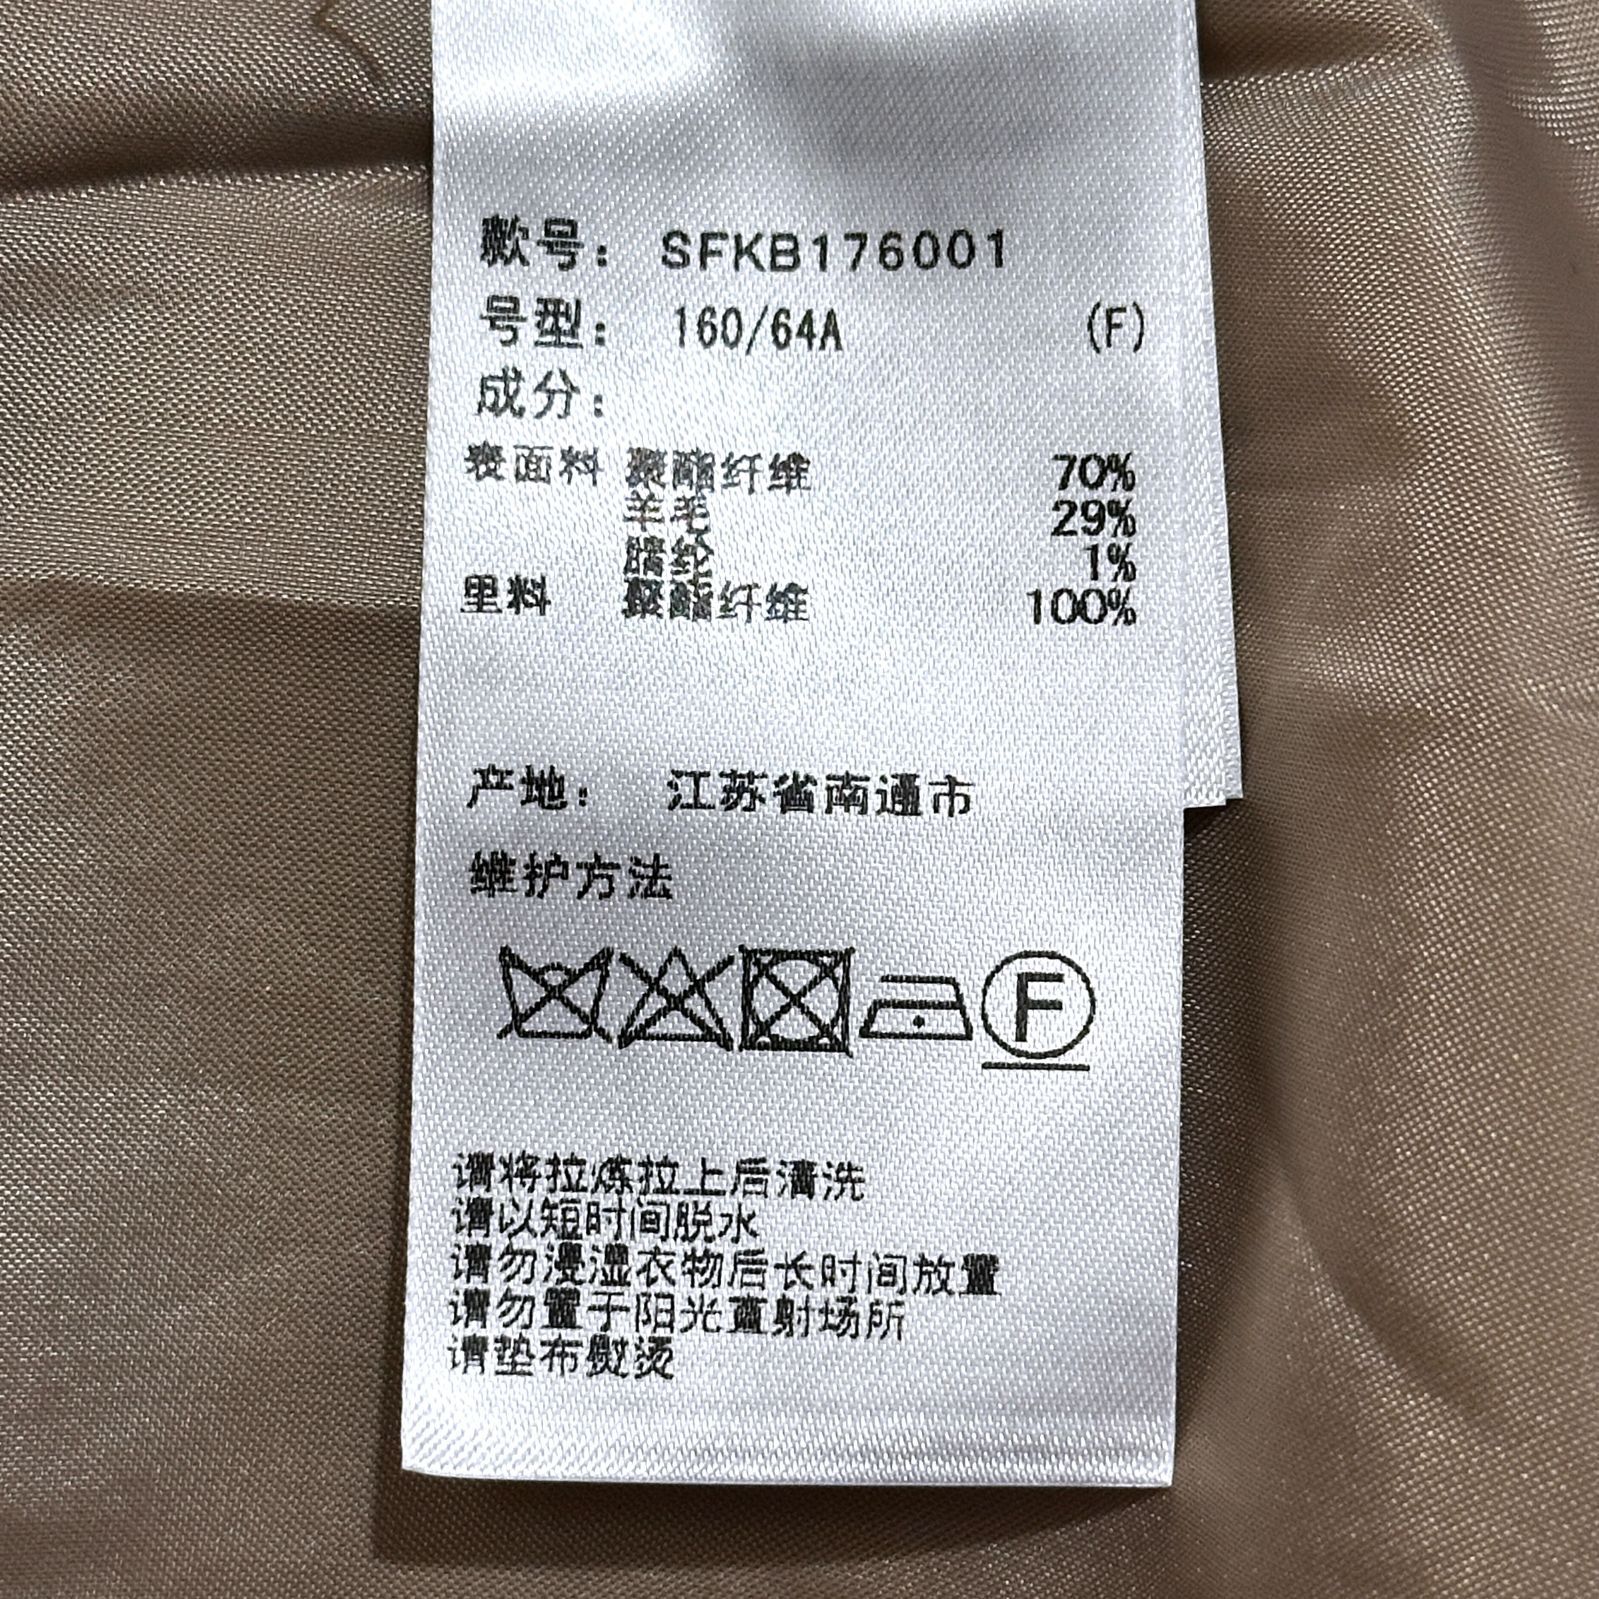 款号： SFKB176001
号型： 160/64A (F)
成分：
表面料 聚酯纤维 70%
羊毛 29%
腈纶 1%
里料 聚酯纤维 100%
产地： 江苏省南通市
维护方法
F
请将拉炼拉上后清洗
请以短时间脱水
请勿浸湿衣物后长时间放置
请勿置于阳光直射场所
请垫布熨烫